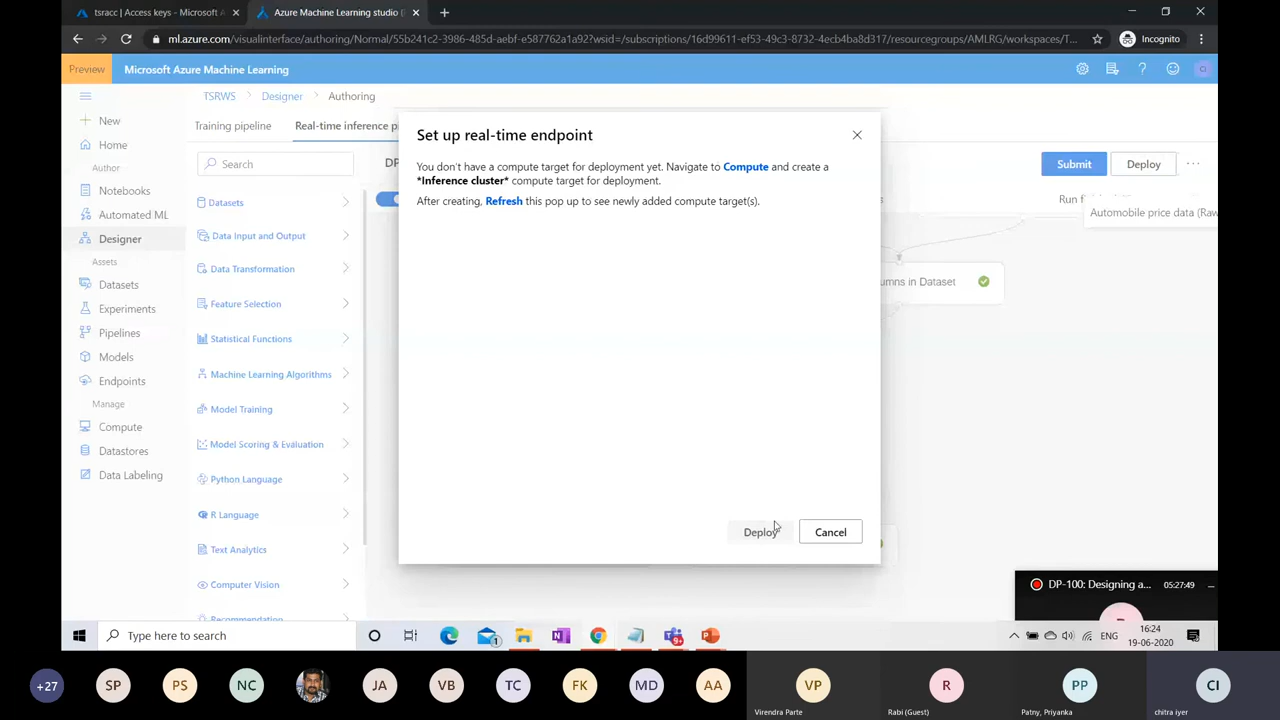 tsracc | Access keys - Microsoft A
Azure Machine Learning studio (
ml.azure.com/visualinterface/authoring/Normal/55b241c2-3986-485d-aebf-e587762a1a92?wsid=/subscriptions/16d99611-ef53-49c3-8732-4ecb4ba8d317/resourcegroups/AMLRG/workspaces/T...
Incognito
Preview
Microsoft Azure Machine Learning
CI
New
Home
Author
Notebooks
Automated ML
Designer
Assets
Datasets
Experiments
Pipelines
Models
Endpoints
Manage
Compute
Datastores
Data Labeling
TSRWS > Designer > Authoring
Training pipeline
Real-time inference pi
Search
DP
Submit
Deploy
Datasets
Data Input and Output
Data Transformation
Feature Selection
Statistical Functions
Machine Learning Algorithms
Model Training
Model Scoring & Evaluation
Python Language
R Language
Text Analytics
Computer Vision
Recommendation
Set up real-time endpoint
You don't have a compute target for deployment yet. Navigate to Compute and create a
*Inference cluster* compute target for deployment.
After creating, Refresh this pop up to see newly added compute target(s).
Deploy
Cancel
Run fi
Automobile price data (Raw
umns in Dataset
DP-100: Designing a...
05:27:49
Type here to search
1
9+
ENG
16:24
19-06-2020
+27
SP
PS
NC
JA
VB
TC
FK
MD
AA
VP
Virendra Parte
R
Rabi (Guest)
PP
Patny, Priyanka
CI
chitra iyer